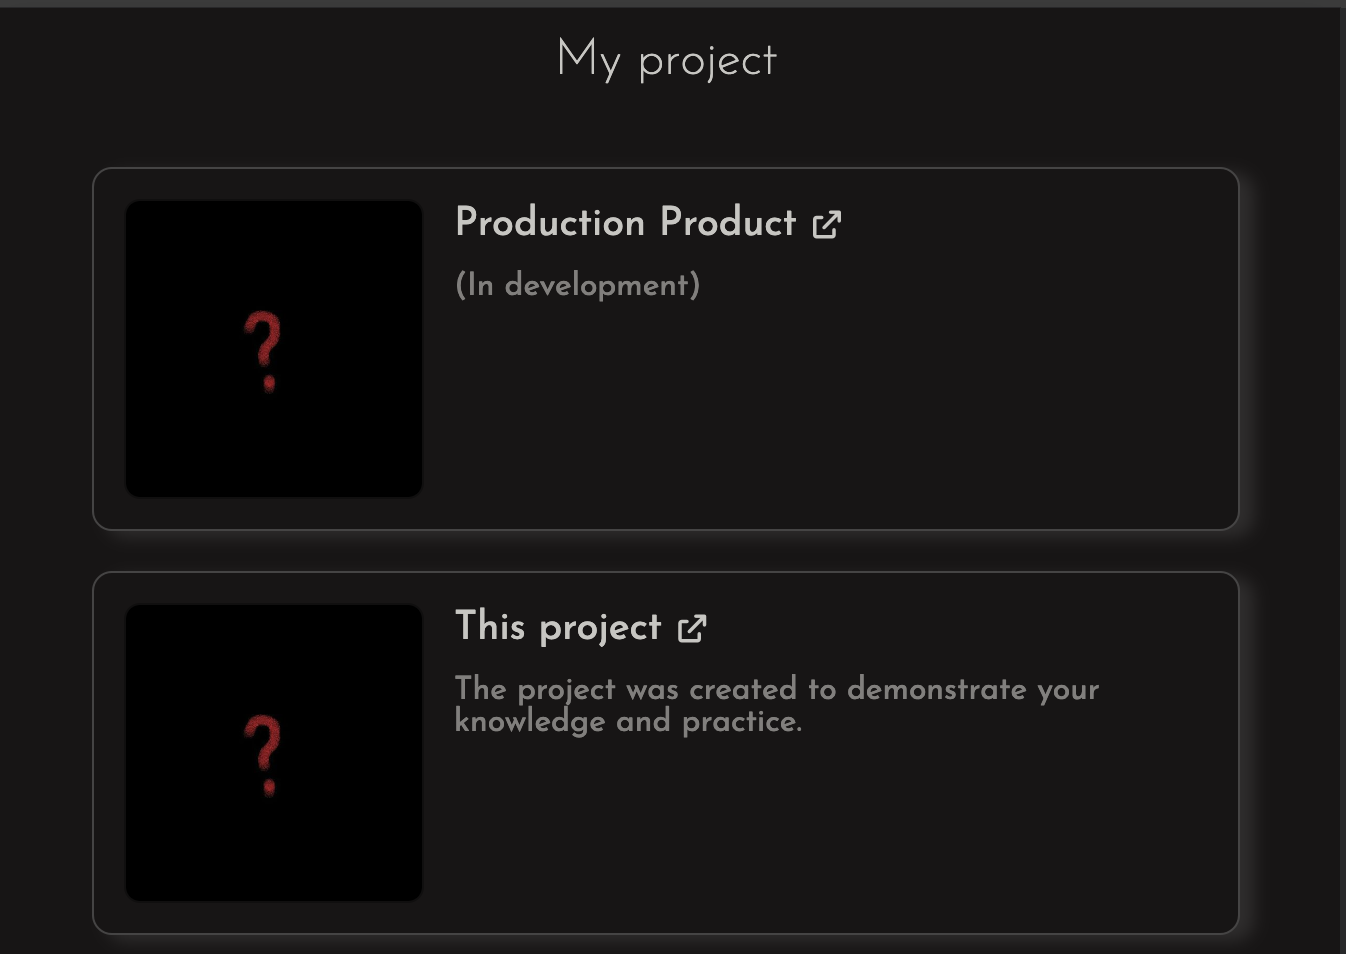 My project
?
Production Product
(In development)
?
This project
The project was created to demonstrate your
knowledge and practice.